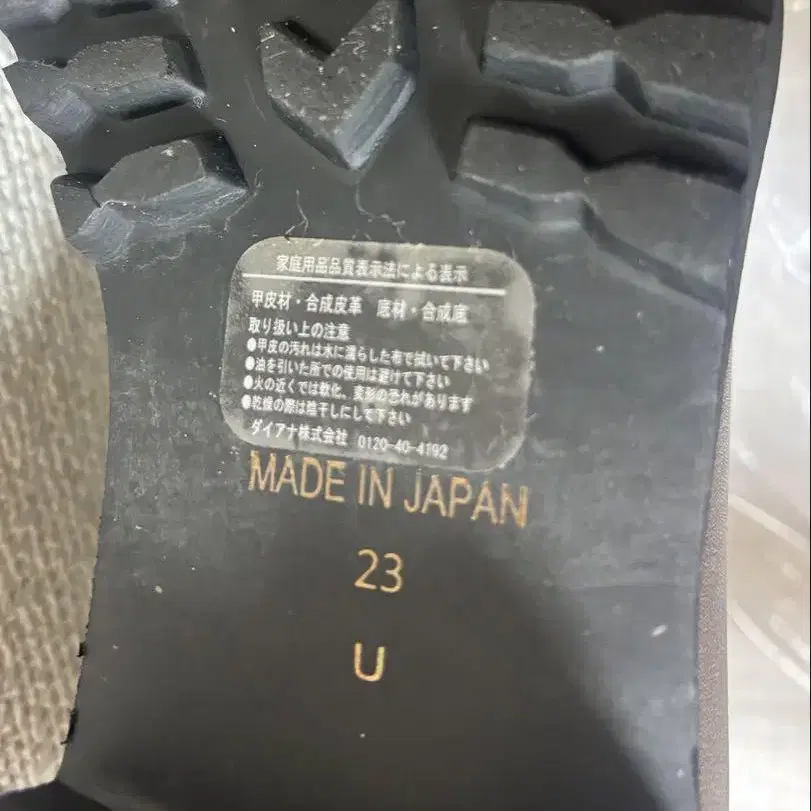 家庭用品品質表示法による表示
甲皮材・合成皮革 底材・合成底
取り扱い上の注意
●甲皮の汚れは水に濡らした布で拭いて下さい
●油を引いた所での使用は避けて下さい
●火の近くでは軟化、変形の恐れがあります
●乾燥の際は陰干しにして下さい
ダイアナ株式会社 0120-40-4192
MADE IN JAPAN
23
U